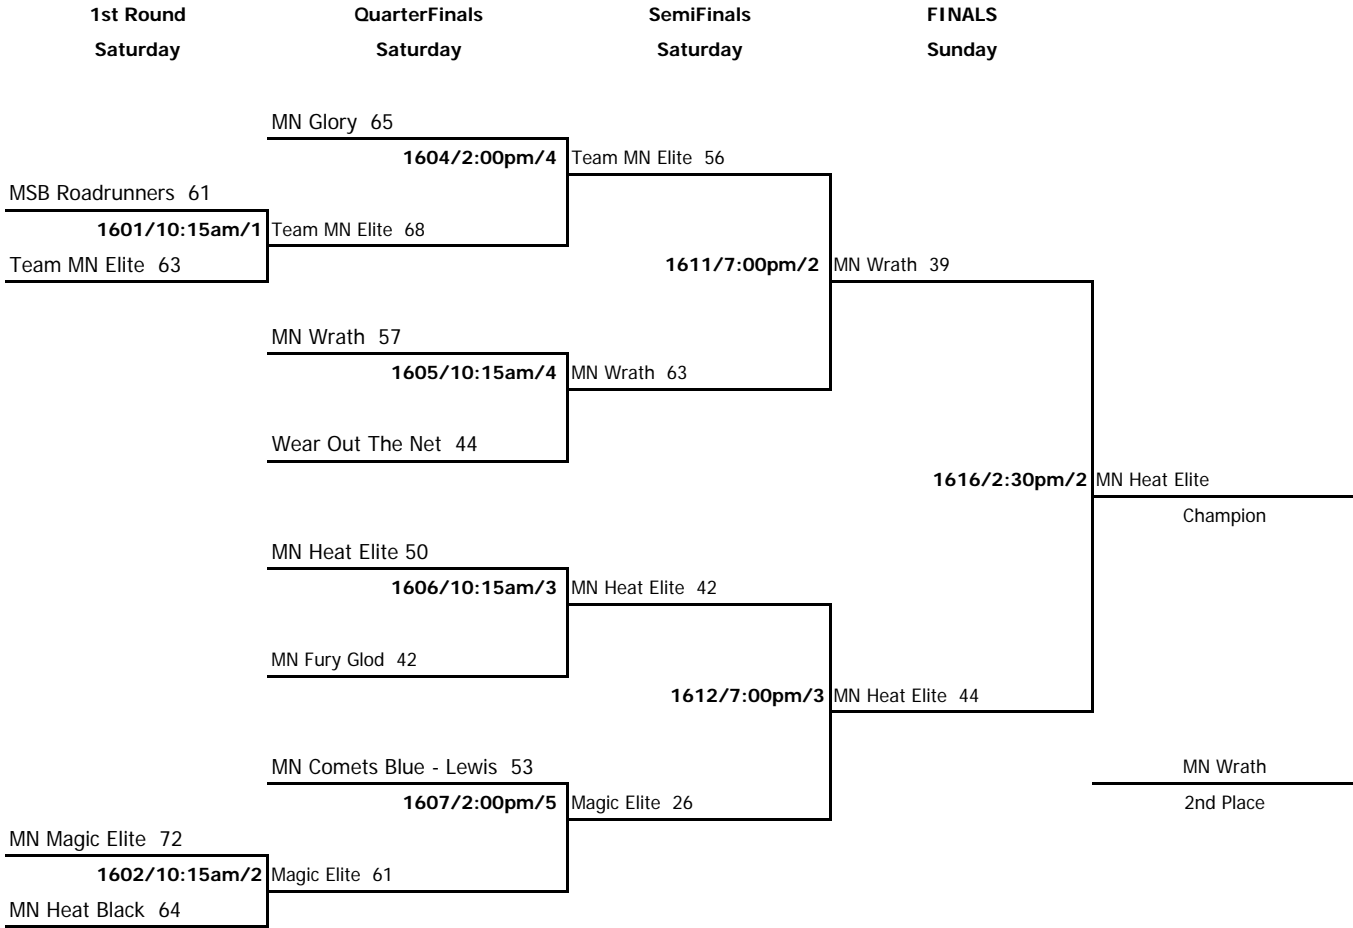 1st Round QuarterFinals SemiFinals FINALS
Saturday Saturday Saturday Sunday
MN Glory 65
1604/2:00pm/4 Team MN Elite 56
MSB Roadrunners 61
1601/10:15am/1 Team MN Elite 68
Team MN Elite 63
1611/7:00pm/2 MN Wrath 39
MN Wrath 57
1605/10:15am/4 MN Wrath 63
Wear Out The Net 44
1616/2:30pm/2 MN Heat Elite
Champion
MN Heat Elite 50
1606/10:15am/3 MN Heat Elite 42
MN Fury Glod 42
1612/7:00pm/3 MN Heat Elite 44
MN Comets Blue - Lewis 53
MN Wrath
1607/2:00pm/5 Magic Elite 26
2nd Place
MN Magic Elite 72
1602/10:15am/2 Magic Elite 61
MN Heat Black 64